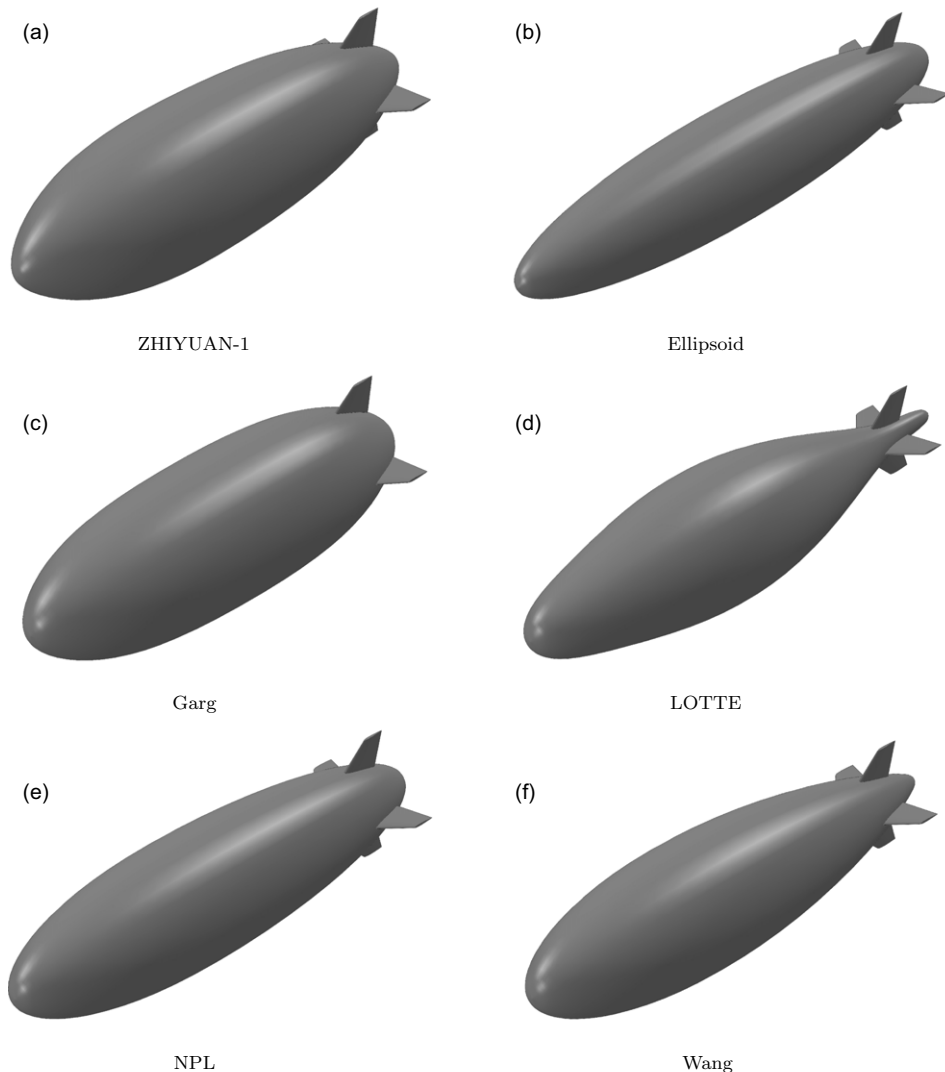 (a)
(b)
ZHIYUAN-1
Ellipsoid
(c)
(d)
Garg
LOTTE
(e)
(f)
NPL
Wang